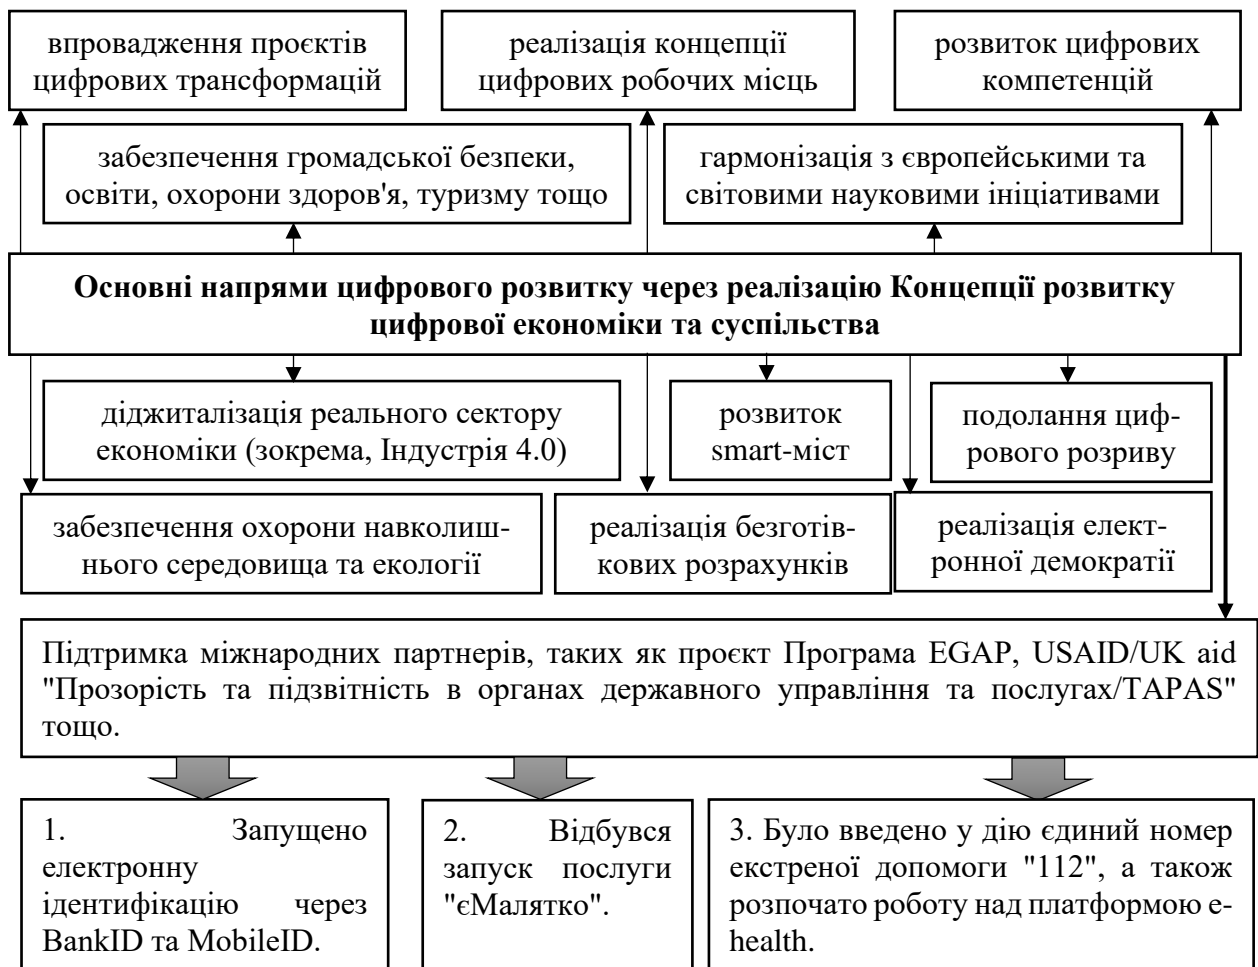 впровадження проєктів
цифрових трансформацій
реалізація концепції
цифрових робочих місць
розвиток цифрових
компетенцій
забезпечення громадської безпеки,
освіти, охорони здоров'я, туризму тощо
гармонізація з європейськими та
світовими науковими ініціативами
Основні напрями цифрового розвитку через реалізацію Концепції розвитку
цифрової економіки та суспільства
діджиталізація реального сектору
економіки (зокрема, Індустрія 4.0)
розвиток
smart-міст
подолання циф-
рового розриву
забезпечення охорони навколиш-
нього середовища та екології
реалізація безготів-
кових розрахунків
реалізація елект-
ронної демократії
Підтримка міжнародних партнерів, таких як проєкт Програма EGAP, USAID/UK aid
"Прозорість та підзвітність в органах державного управління та послугах/TAPAS"
тощо.
1. Запущено
електронну
ідентифікацію через
BankID та MobileID.
2. Відбувся
запуск послуги
"єМалятко".
3. Було введено у дію єдиний номер
екстреної допомоги "112", а також
розпочато роботу над платформою e-
health.